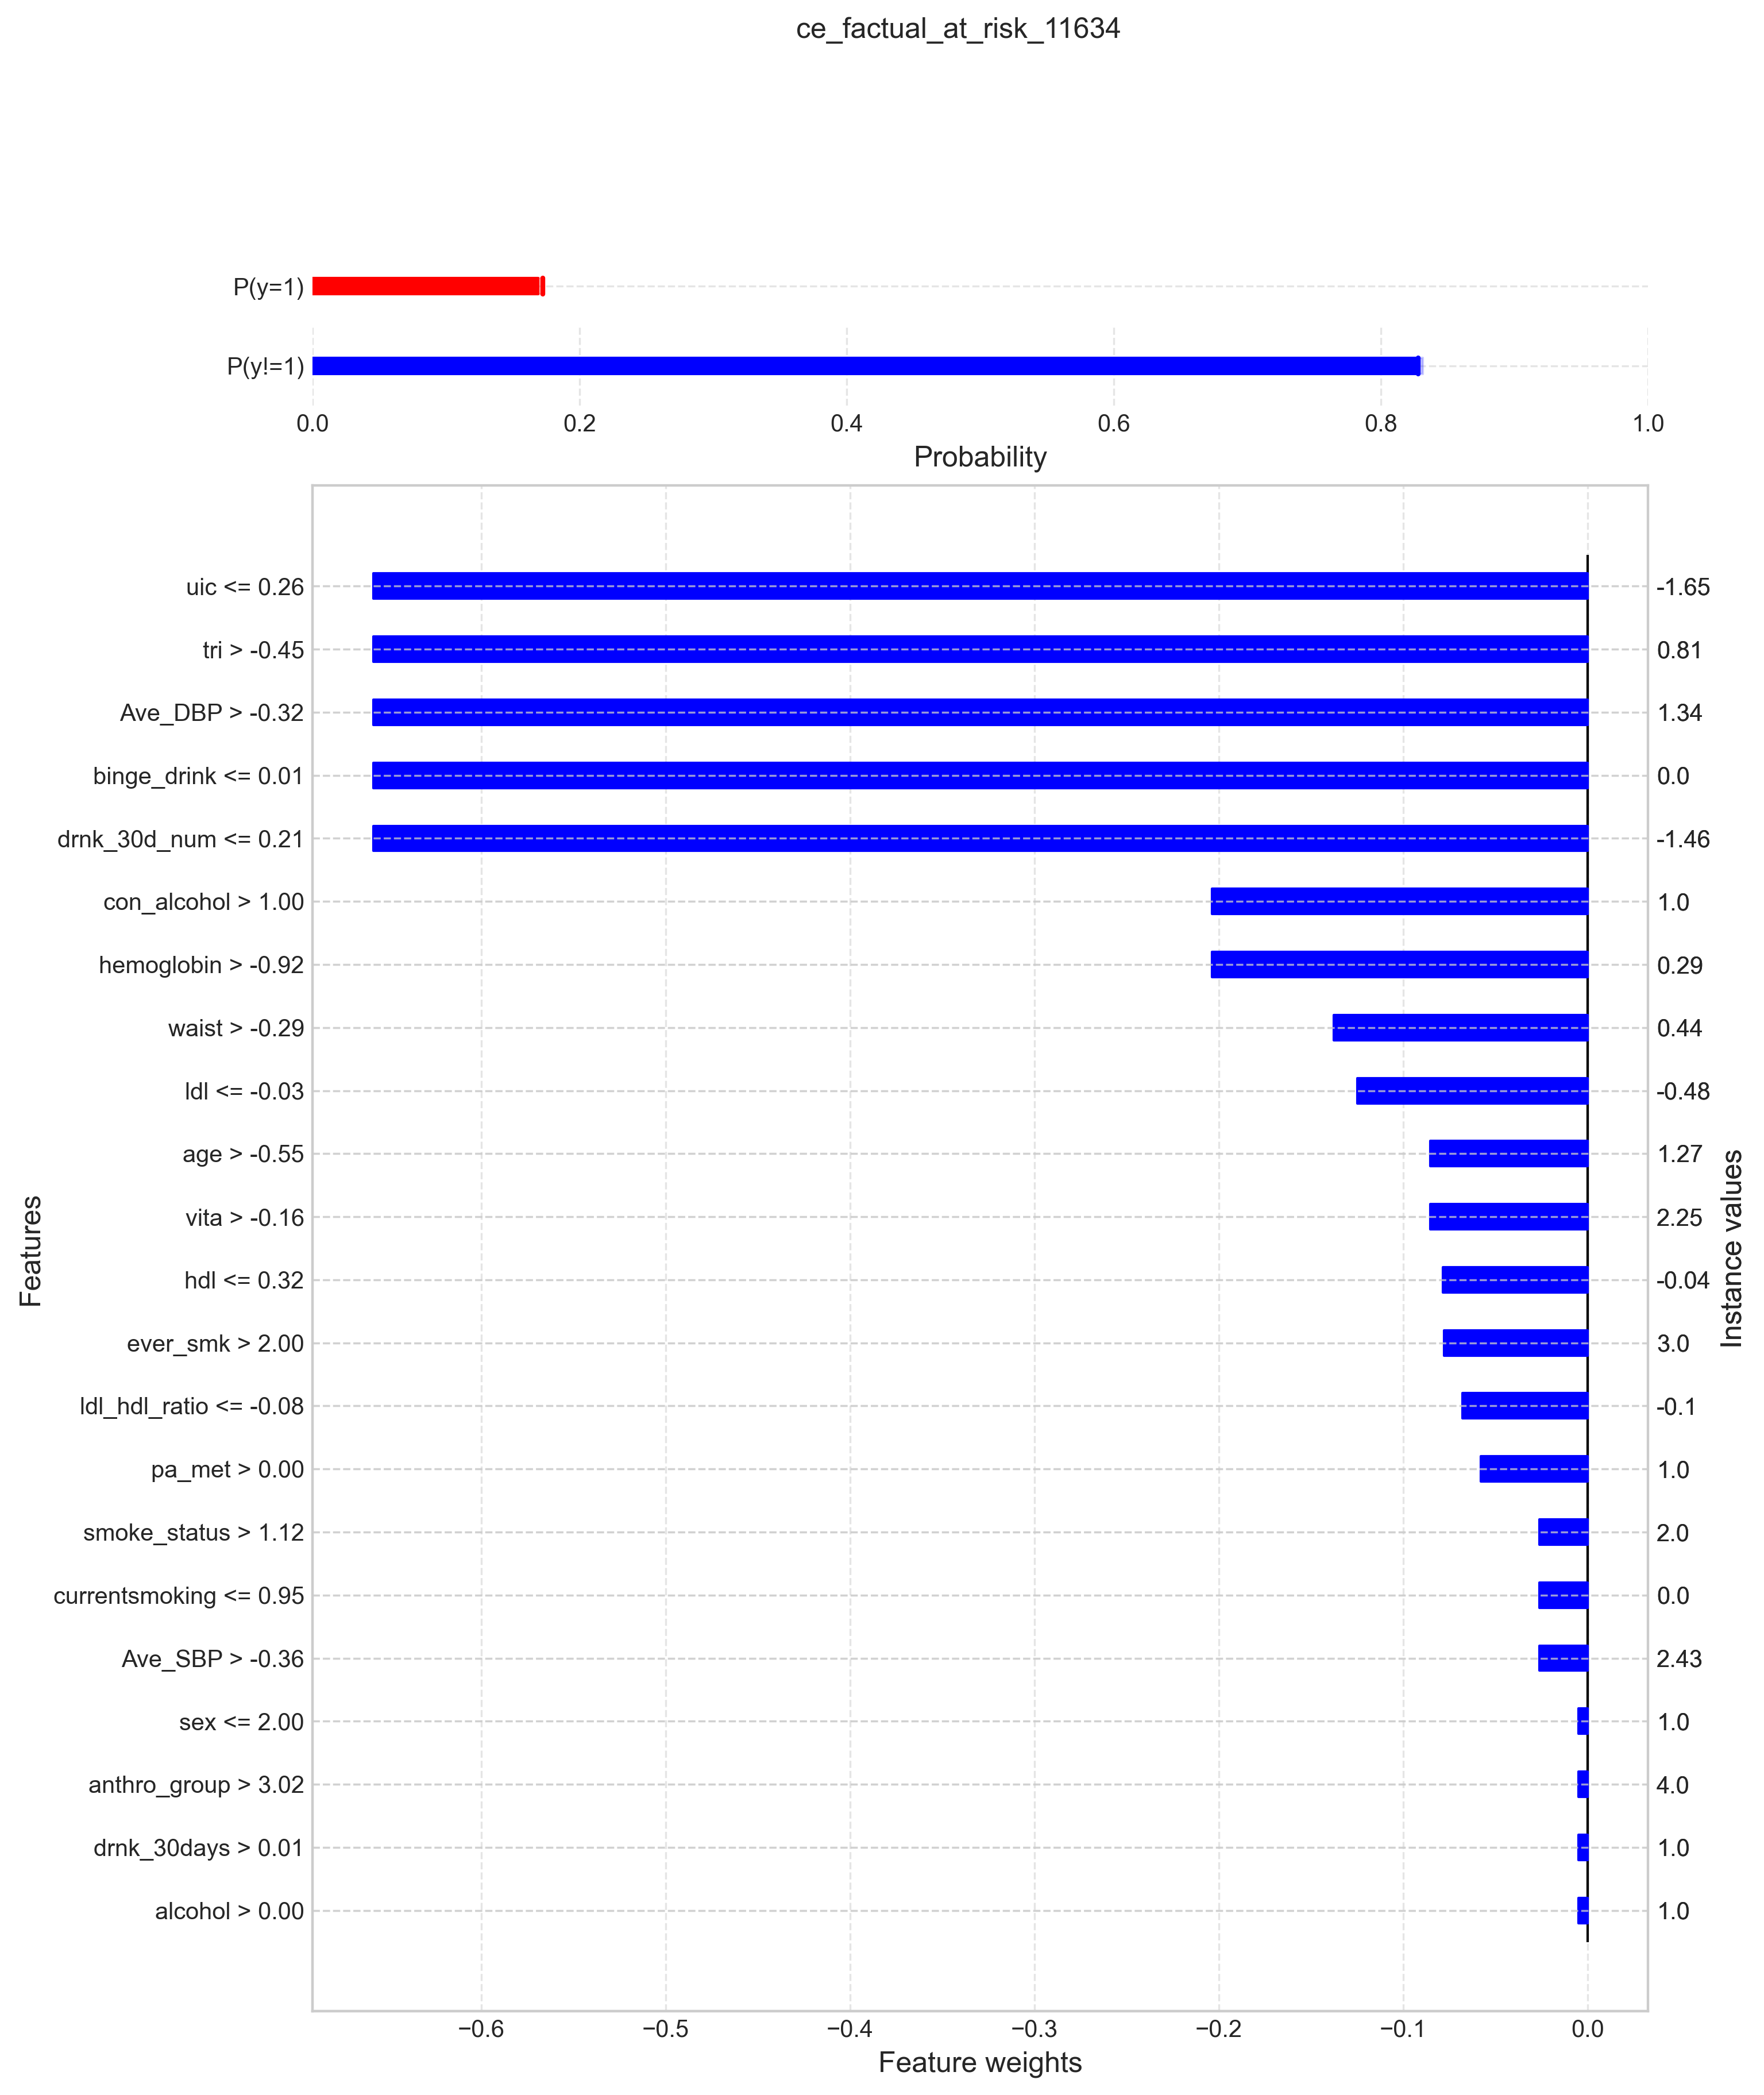 ce_factual_at_risk_11634
P(y=1)
P(y!=1)
0.0 0.2 0.4 0.6 0.8 1.0
Probability
uic <= 0.26 -1.65
tri > -0.45 0.81
Ave_DBP > -0.32 1.34
binge_drink <= 0.01 0.0
drnk_30d_num <= 0.21 -1.46
con_alcohol > 1.00 1.0
hemoglobin > -0.92 0.29
waist > -0.29 0.44
ldl <= -0.03 -0.48
age > -0.55 1.27
vita > -0.16 2.25
hdl <= 0.32 -0.04
ever_smk > 2.00 3.0
ldl_hdl_ratio <= -0.08 -0.1
pa_met > 0.00 1.0
smoke_status > 1.12 2.0
currentsmoking <= 0.95 0.0
Ave_SBP > -0.36 2.43
sex <= 2.00 1.0
anthro_group > 3.02 4.0
drnk_30days > 0.01 1.0
alcohol > 0.00 1.0
Features
Instance values
−0.6 −0.5 −0.4 −0.3 −0.2 −0.1 0.0
Feature weights